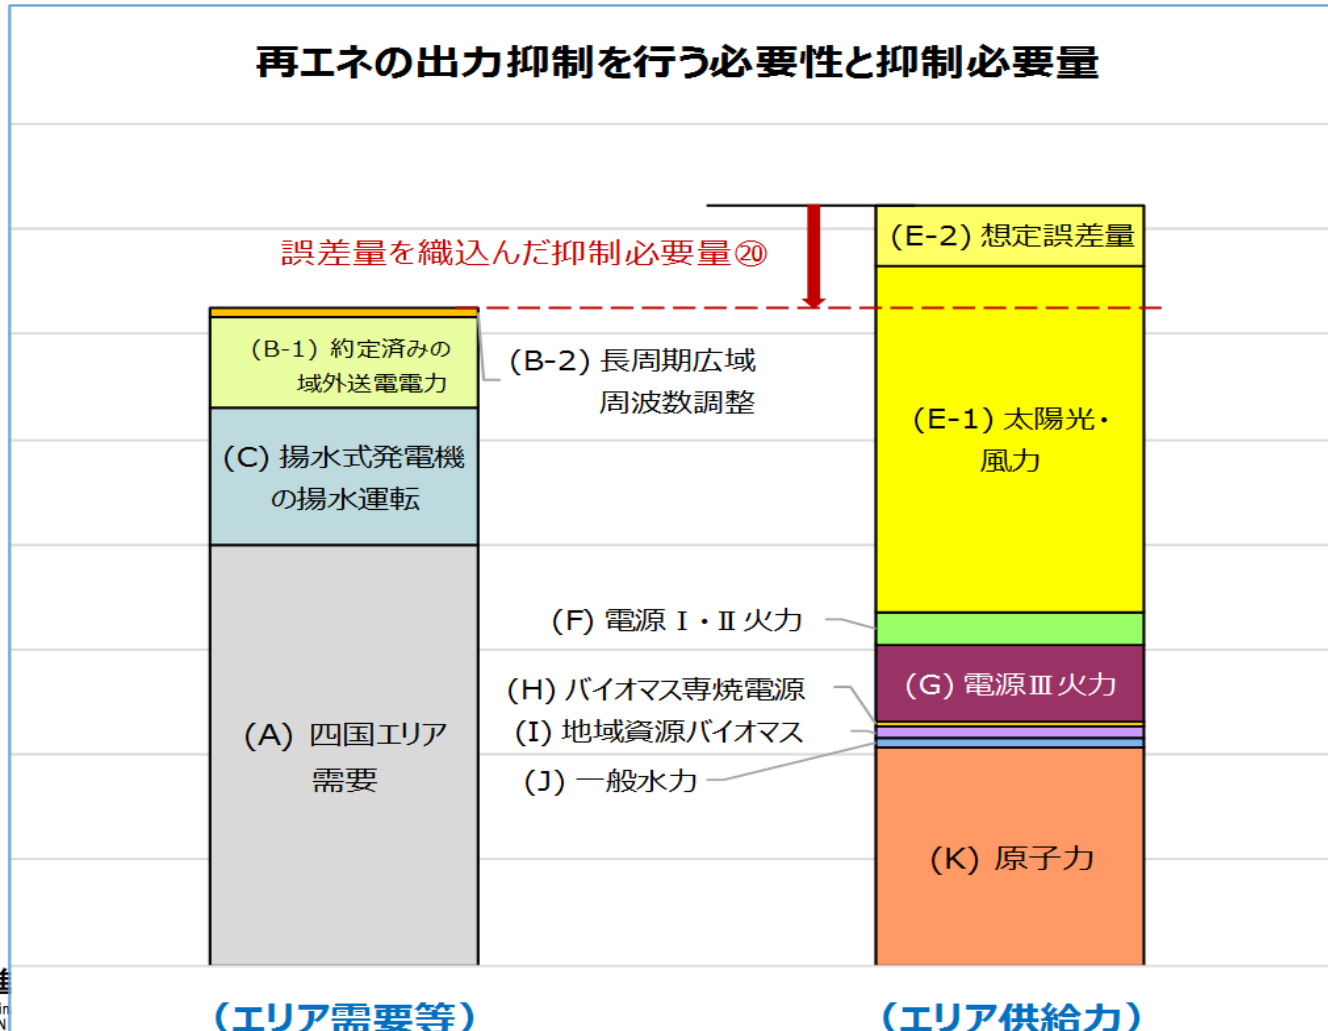 再エネの出力抑制を行う必要性と抑制必要量
(E-2) 想定誤差量
誤差量を織込んだ抑制必要量⑳
(B-1) 約定済みの
域外送電電力
(B-2) 長周期広域
周波数調整
(E-1) 太陽光・
風力
(C) 揚水式発電機
の揚水運転
(F) 電源Ⅰ・Ⅱ火力
(G) 電源Ⅲ火力
(H) バイオマス専焼電源
(I) 地域資源バイオマス
(J) 一般水力
(A) 四国エリア
需要
(K) 原子力
(エリア需要等)
(エリア供給力)